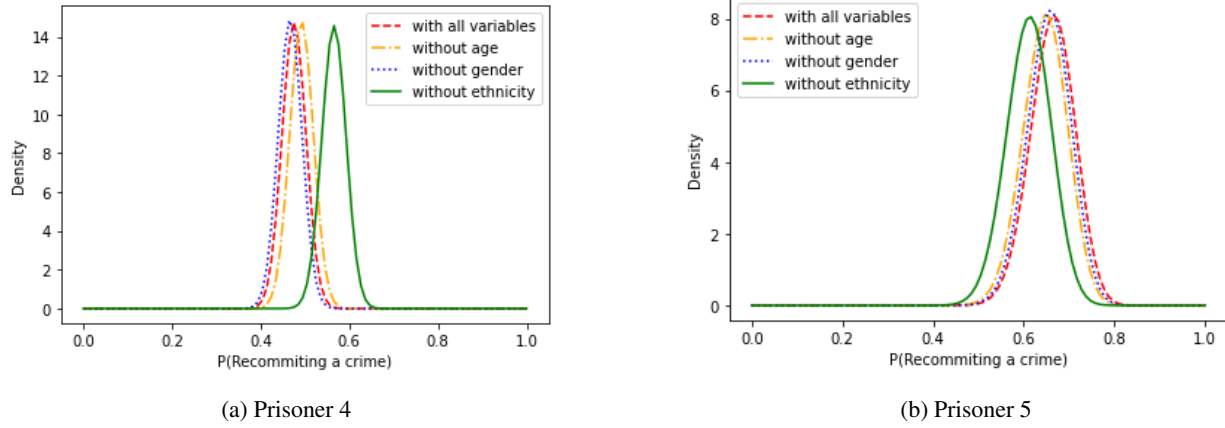 with all variables
without age
without gender
without ethnicity
14
12
10
8
6
4
2
0
Density
0.0 0.2 0.4 0.6 0.8 1.0
P(Recommiting a crime)
(a) Prisoner 4
with all variables
without age
without gender
without ethnicity
8
6
4
2
0
Density
0.0 0.2 0.4 0.6 0.8 1.0
P(Recommiting a crime)
(b) Prisoner 5